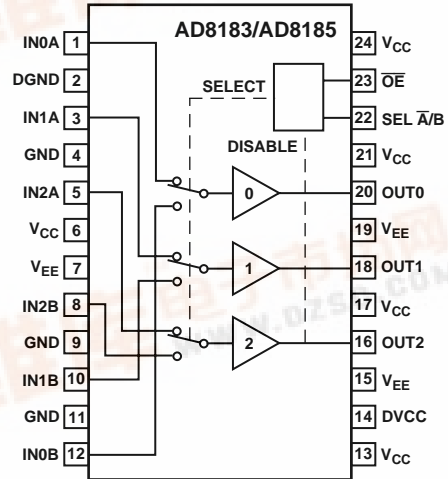 AD8183/AD8185
IN0A 1
DGND 2
IN1A 3
GND 4
IN2A 5
VCC 6
VEE 7
IN2B 8
GND 9
IN1B 10
GND 11
IN0B 12
SELECT
DISABLE
0
1
2
24 VCC
23 OE
22 SEL A/B
21 VCC
20 OUT0
19 VEE
18 OUT1
17 VCC
16 OUT2
15 VEE
14 DVCC
13 VCC